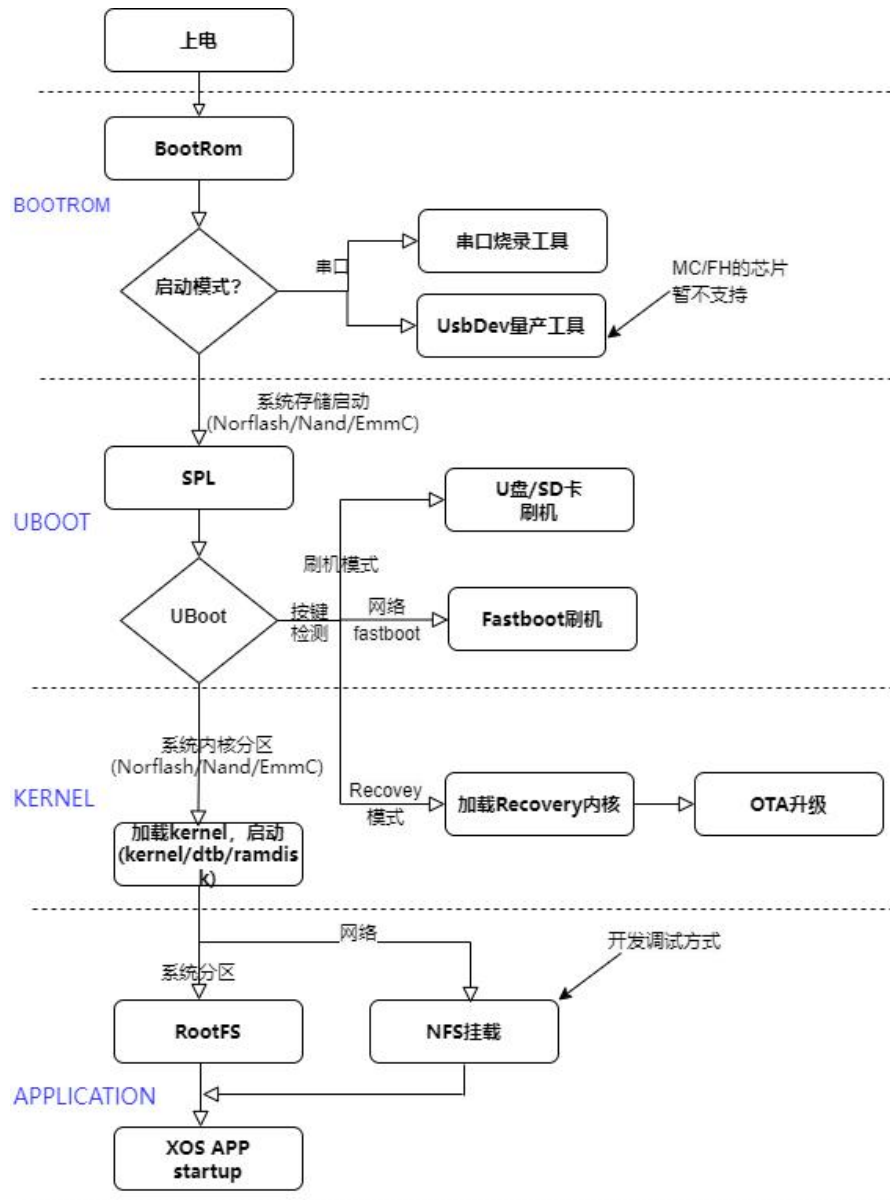 上电
BootRom
BOOTROM
启动模式?
串口
串口烧录工具
UsbDev量产工具
MC/FH的芯片
暂不支持
系统存储启动
(Norflash/Nand/EmmC)
SPL
UBOOT
UBoot
按键
检测
刷机模式
U盘/SD卡
刷机
网络
fastboot
Fastboot刷机
系统内核分区
(Norflash/Nand/EmmC)
KERNEL
Recovey
模式
加载Recovery内核
OTA升级
加载kernel，启动
(kernel/dtb/ramdis
k)
网络
开发调试方式
系统分区
RootFS
NFS挂载
APPLICATION
XOS APP
startup